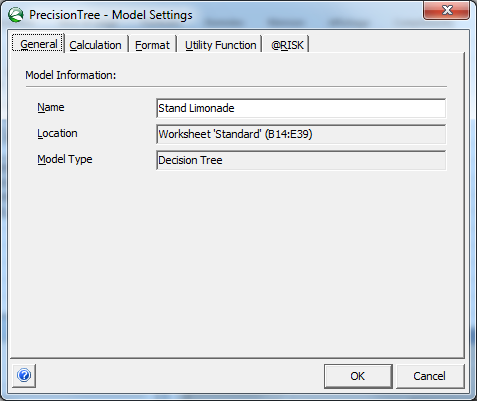 PrecisionTree - Model Settings
General Calculation Format Utility Function @RISK
Model Information:
Name Stand Limonade
Location Worksheet 'Standard' (B14:E39)
Model Type Decision Tree
? OK Cancel